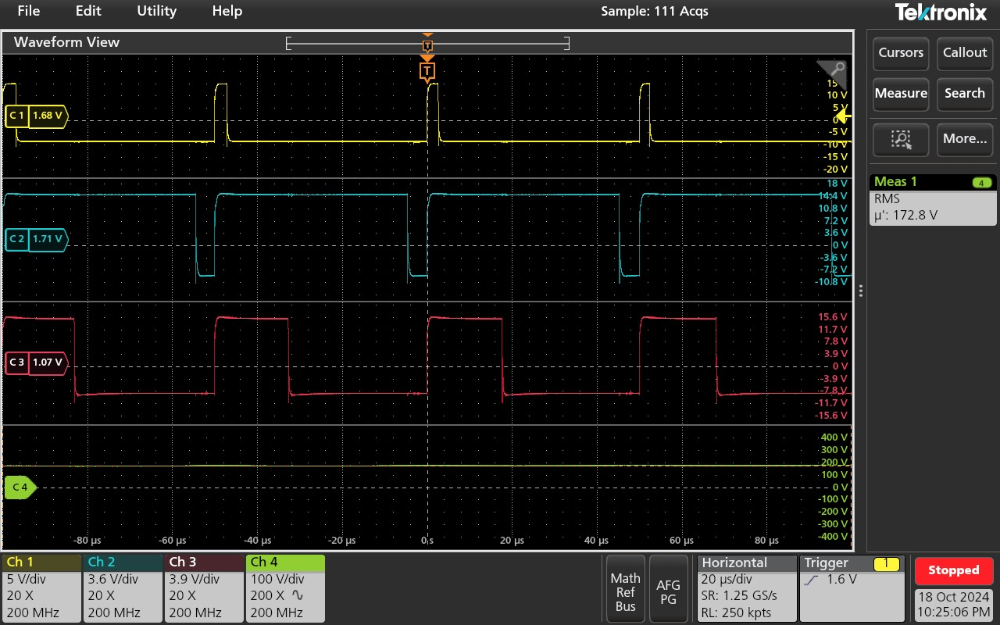 File Edit Utility Help Sample: 111 Acqs Tektronix
Waveform View
T
T
Cursors Callout
Measure Search
More...
Meas 1 4
RMS
µ': 172.8 V
C 1 1.68 V
15
10 V
5 V
0
-5 V
-10 V
-15 V
-20 V
C 2 1.71 V
18 V
14.4 V
10.8 V
7.2 V
3.6 V
0 V
-3.6 V
-7.2 V
-10.8 V
C 3 1.07 V
15.6 V
11.7 V
7.8 V
3.9 V
0 V
-3.9 V
-7.8 V
-11.7 V
-15.6 V
C 4
400 V
300 V
200 V
100 V
0 V
-100 V
-200 V
-300 V
-400 V
-80 µs -60 µs -40 µs -20 µs 0 s 20 µs 40 µs 60 µs 80 µs
Ch 1
5 V/div
20 X
200 MHz
Ch 2
3.6 V/div
20 X
200 MHz
Ch 3
3.9 V/div
20 X
200 MHz
Ch 4
100 V/div
200 X
200 MHz
Math
Ref
Bus
AFG
PG
Horizontal
20 µs/div
SR: 1.25 GS/s
RL: 250 kpts
Trigger 1
1.6 V
Stopped
18 Oct 2024
10:25:06 PM